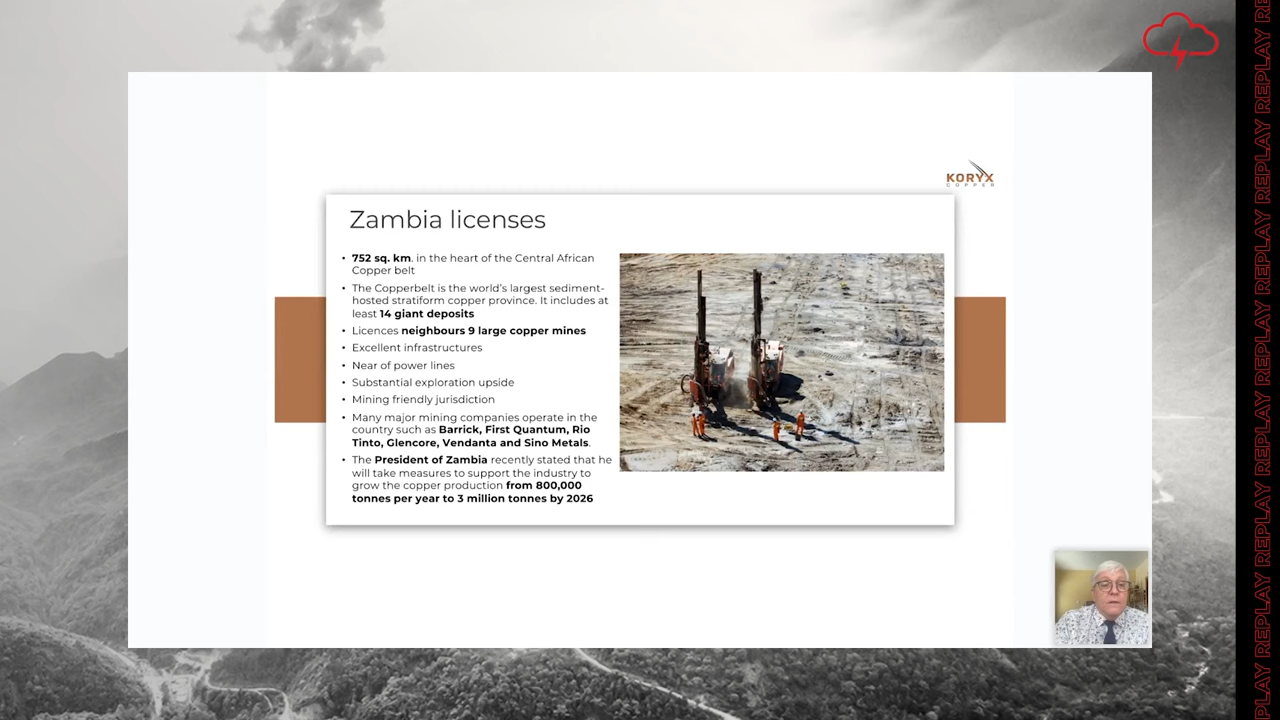 KORYX
COPPER
Zambia licenses
• 752 sq. km. in the heart of the Central African
Copper belt
• The Copperbelt is the world's largest sediment-
hosted stratiform copper province. It includes at
least 14 giant deposits
• Licences neighbours 9 large copper mines
• Excellent infrastructures
• Near of power lines
• Substantial exploration upside
• Mining friendly jurisdiction
• Many major mining companies operate in the
country such as Barrick, First Quantum, Rio
Tinto, Glencore, Vendanta and Sino Metals.
• The President of Zambia recently stated that he
will take measures to support the industry to
grow the copper production from 800,000
tonnes per year to 3 million tonnes by 2026
PLAY REPLAY REPLAY REPLAY REPLAY REPLAY REPLAY REPLAY RE